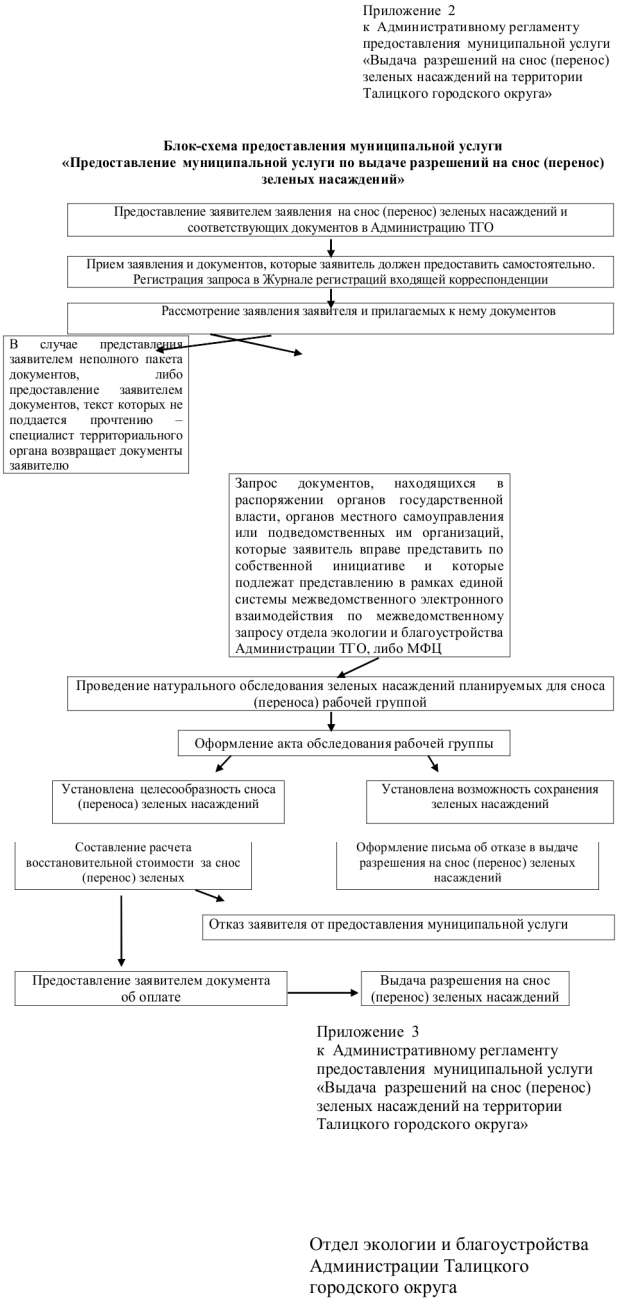 Приложение 2
к Административному регламенту
предоставления муниципальной услуги
«Выдача разрешений на снос (перенос)
зеленых насаждений на территории
Талицкого городского округа»
Блок-схема предоставления муниципальной услуги
«Предоставление муниципальной услуги по выдаче разрешений на снос (перенос)
зеленых насаждений»
Предоставление заявителем заявления на снос (перенос) зеленых насаждений и
соответствующих документов в Администрацию ТГО
Прием заявления и документов, которые заявитель должен предоставить самостоятельно.
Регистрация запроса в Журнале регистраций входящей корреспонденции
Рассмотрение заявления заявителя и прилагаемых к нему документов
В случае представления
заявителем неполного пакета
документов, либо
предоставление заявителем
документов, текст которых не
поддается прочтению –
специалист территориального
органа возвращает документы
заявителю
Запрос документов, находящихся в
распоряжении органов государственной
власти, органов местного самоуправления
или подведомственных им организаций,
которые заявитель вправе представить по
собственной инициативе и которые
подлежат представлению в рамках единой
системы межведомственного электронного
взаимодействия по межведомственному
запросу отдела экологии и благоустройства
Администрации ТГО, либо МФЦ
Проведение натурального обследования зеленых насаждений планируемых для сноса
(переноса) рабочей группой
Оформление акта обследования рабочей группы
Установлена целесообразность сноса
(переноса) зеленых насаждений
Установлена возможность сохранения
зеленых насаждений
Составление расчета
восстановительной стоимости за снос
(перенос) зеленых
Оформление письма об отказе в выдаче
разрешения на снос (перенос) зеленых
насаждений
Отказ заявителя от предоставления муниципальной услуги
Предоставление заявителем документа
об оплате
Выдача разрешения на снос
(перенос) зеленых насаждений
Приложение 3
к Административному регламенту
предоставления муниципальной услуги
«Выдача разрешений на снос (перенос)
зеленых насаждений на территории
Талицкого городского округа»
Отдел экологии и благоустройства
Администрации Талицкого
городского округа